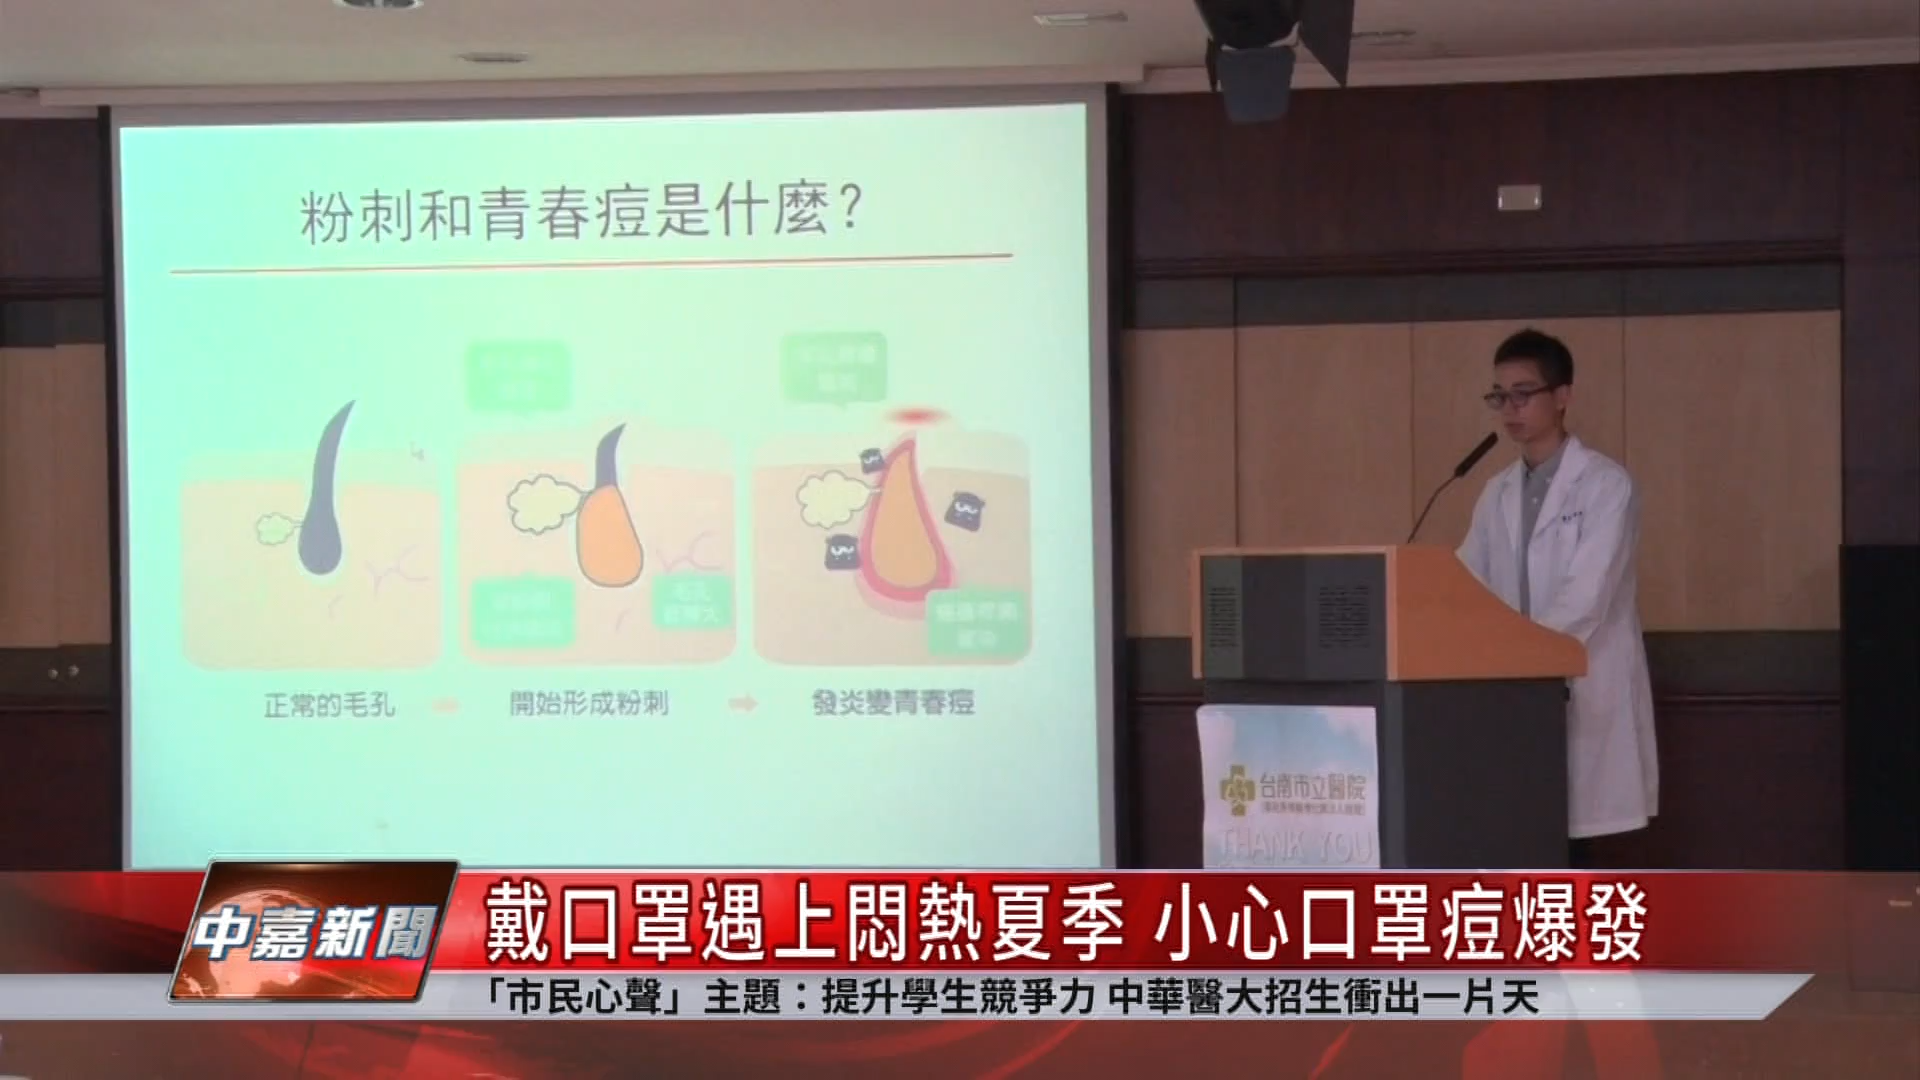 粉刺和青春痘是什麼?
毛孔
正常的毛孔
開始形成粉刺
發炎變青春痘
台南市立醫院
THANK YOU
中嘉新聞
戴口罩遇上悶熱夏季 小心口罩痘爆發
「市民心聲」主題：提升學生競爭力 中華醫大招生衝出一片天